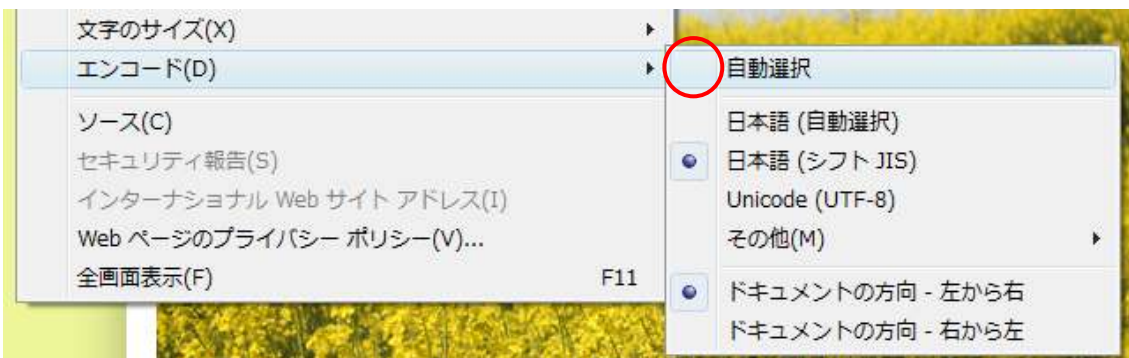 文字のサイズ(X)
エンコード(D)
ソース(C)
セキュリティ報告(S)
インターナショナル Web サイト アドレス(I)
Web ページのプライバシー ポリシー(V)...
全画面表示(F) F11
自動選択
日本語 (自動選択)
日本語 (シフト JIS)
Unicode (UTF-8)
その他(M)
ドキュメントの方向 - 左から右
ドキュメントの方向 - 右から左